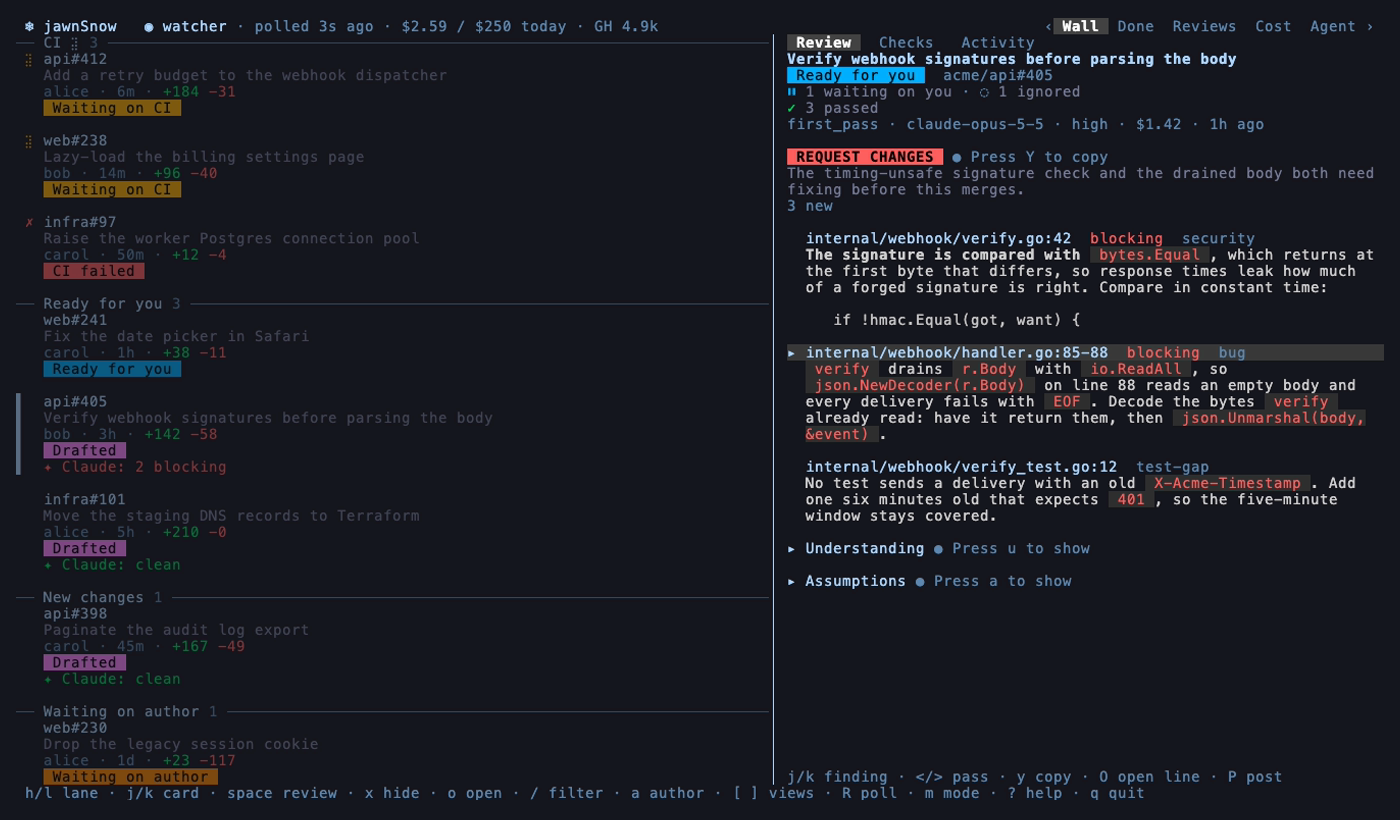 ❄ jawnSnow ◉ watcher · polled 3s ago · $2.59 / $250 today · GH 4.9k
‹ Wall Done Reviews Cost Agent ›
CI ⣾ 3
api#412
Add a retry budget to the webhook dispatcher
alice · 6m · +184 −31
Waiting on CI
web#238
Lazy-load the billing settings page
bob · 14m · +96 −40
Waiting on CI
✗ infra#97
Raise the worker Postgres connection pool
carol · 50m · +12 −4
CI failed
Ready for you 3
web#241
Fix the date picker in Safari
carol · 1h · +38 −11
Ready for you
api#405
Verify webhook signatures before parsing the body
bob · 3h · +142 −58
Drafted
✦ Claude: 2 blocking
infra#101
Move the staging DNS records to Terraform
alice · 5h · +210 −0
Drafted
✦ Claude: clean
New changes 1
api#398
Paginate the audit log export
carol · 45m · +167 −49
Drafted
✦ Claude: clean
Waiting on author 1
web#230
Drop the legacy session cookie
alice · 1d · +23 −117
Waiting on author
Review Checks Activity
Verify webhook signatures before parsing the body
Ready for you acme/api#405
1 waiting on you · ◌ 1 ignored
✓ 3 passed
first_pass · claude-opus-5-5 · high · $1.42 · 1h ago
REQUEST CHANGES ● Press Y to copy
The timing-unsafe signature check and the drained body both need
fixing before this merges.
3 new
internal/webhook/verify.go:42 blocking security
The signature is compared with bytes.Equal , which returns at
the first byte that differs, so response times leak how much
of a forged signature is right. Compare in constant time:
if !hmac.Equal(got, want) {
▸ internal/webhook/handler.go:85–88 blocking bug
verify drains r.Body with io.ReadAll , so
json.NewDecoder(r.Body) on line 88 reads an empty body and
every delivery fails with EOF . Decode the bytes verify
already read: have it return them, then json.Unmarshal(body,
&event) .
internal/webhook/verify_test.go:12 test-gap
No test sends a delivery with an old X-Acme-Timestamp . Add
one six minutes old that expects 401 , so the five-minute
window stays covered.
▸ Understanding ● Press u to show
▸ Assumptions ● Press a to show
j/k finding · </> pass · y copy · O open line · P post
h/l lane · j/k card · space review · x hide · o open · / filter · a author · [ ] views · R poll · m mode · ? help · q quit